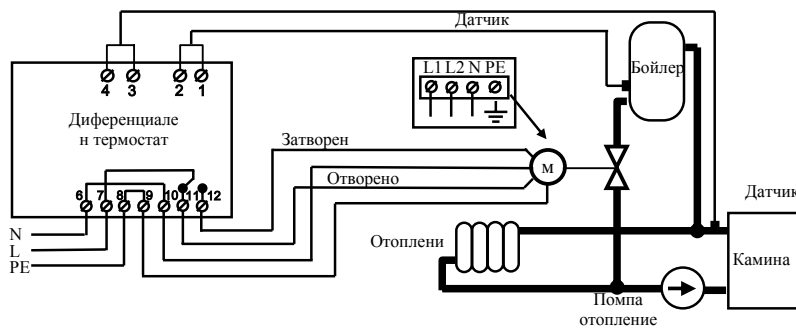 Датчик
L1 L2 N PE
Бойлер
4 3 2 1
Диференциале
н термостат
Затворен
М
Отворено
6 7 8 9 10 11 12
Датчик
N
L
PE
Отоплени
Камина
Помпа
отопление